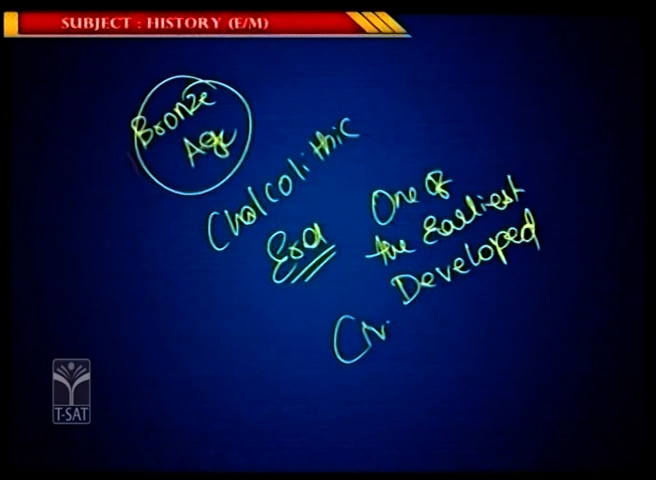 SUBJECT : HISTORY (E/M)
Bronze
Age
Chalcolithic
Era
One of
the Earliest
Developed
Civ.
T-SAT